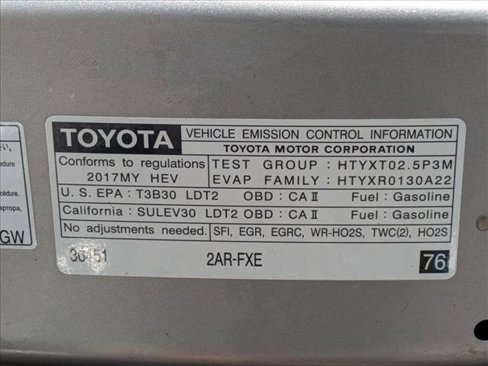 TOYOTA
VEHICLE EMISSION CONTROL INFORMATION
TOYOTA MOTOR CORPORATION
Conforms to regulations
2017MY HEV
TEST GROUP : HTYXT02.5P3M
EVAP FAMILY : HTYXR0130A22
U.S. EPA : T3B30 LDT2 OBD : CA II Fuel : Gasoline
California : SULEV30 LDT2 OBD : CA II Fuel : Gasoline
No adjustments needed.
SFI, EGR, EGRC, WR-HO2S, TWC(2), HO2S
2AR-FXE
76
GW